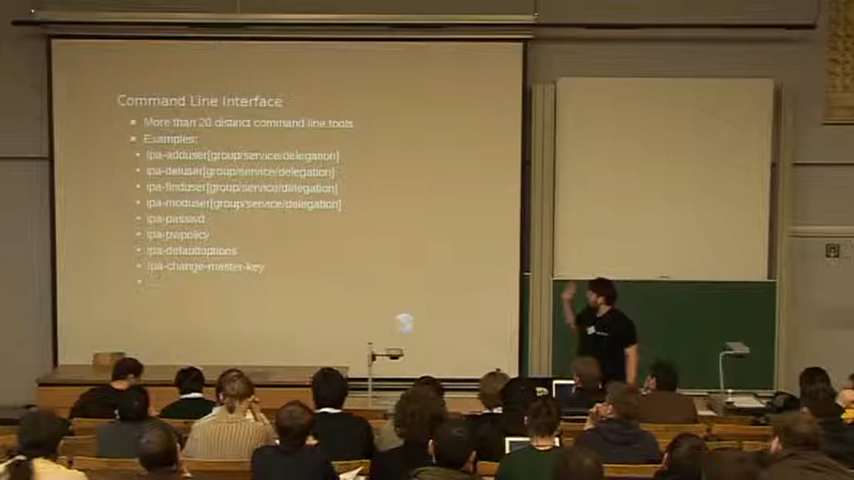 Command Line Interface
More than 20 distinct command line tools
Examples:
ipa-adduser[group/service/delegation]
ipa-deluser[group/service/delegation]
ipa-finduser[group/service/delegation]
ipa-moduser[group/service/delegation]
ipa-passwd
ipa-pwpolicy
ipa-defaultoptions
ipa-change-master-key